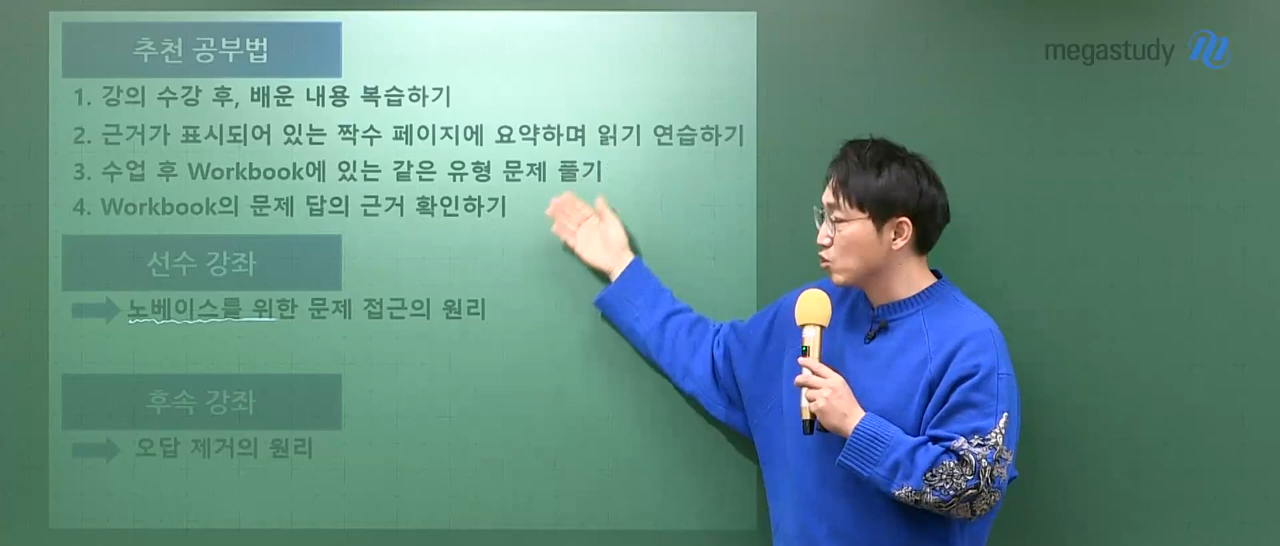 추천 공부법
megastudy
1. 강의 수강 후, 배운 내용 복습하기
2. 근거가 표시되어 있는 짝수 페이지에 요약하며 읽기 연습하기
3. 수업 후 Workbook에 있는 같은 유형 문제 풀기
4. Workbook의 문제 답의 근거 확인하기
선수 강좌
노베이스를 위한 문제 접근의 원리
후속 강좌
오답 제거의 원리